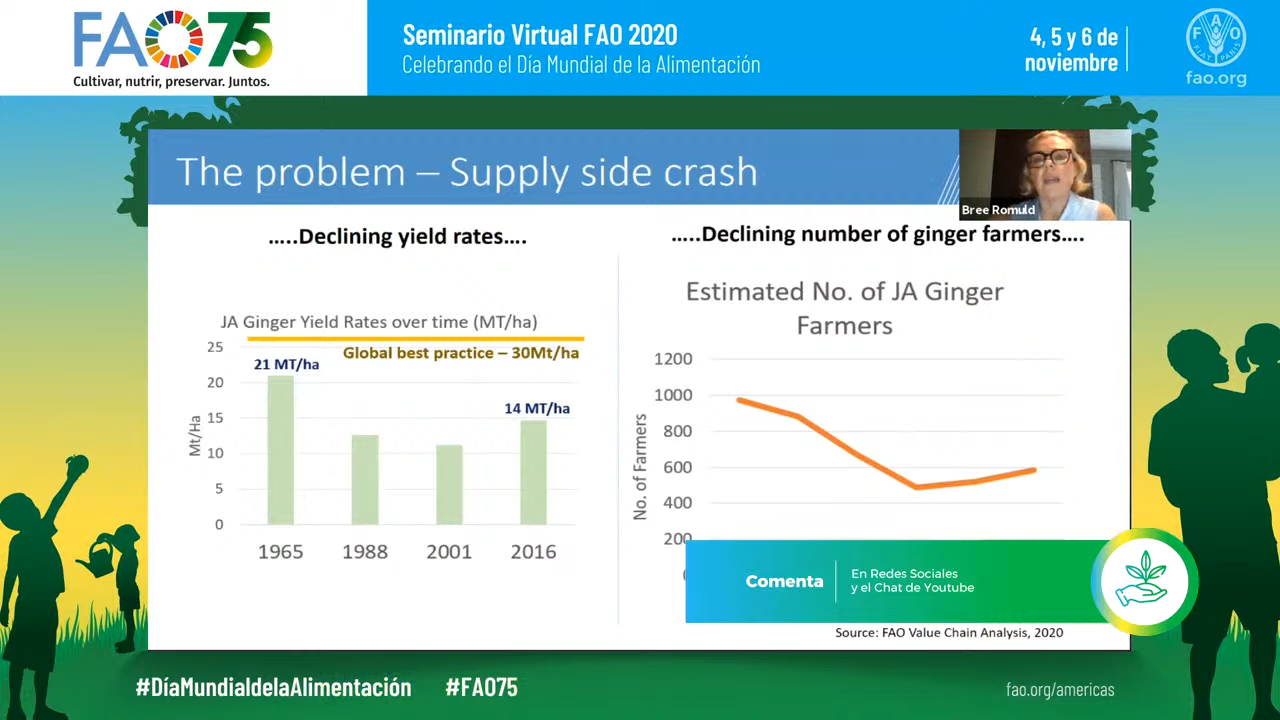 FAO75
Cultivar, nutrir, preservar. Juntos.
Seminario Virtual FAO 2020
Celebrando el Día Mundial de la Alimentación
4, 5 y 6 de
noviembre
FAO
FIAT PANIS
fao.org
The problem – Supply side crash
Bree Romuld
.....Declining yield rates....
JA Ginger Yield Rates over time (MT/ha)
Global best practice – 30Mt/ha
21 MT/ha
14 MT/ha
Mt/Ha
25
20
15
10
5
0
1965 1988 2001 2016
.....Declining number of ginger farmers....
Estimated No. of JA Ginger
Farmers
No. of Farmers
1200
1000
800
600
400
200
Comenta
En Redes Sociales
y el Chat de Youtube
Source: FAO Value Chain Analysis, 2020
#DíaMundialdelaAlimentación #FAO75
fao.org/americas